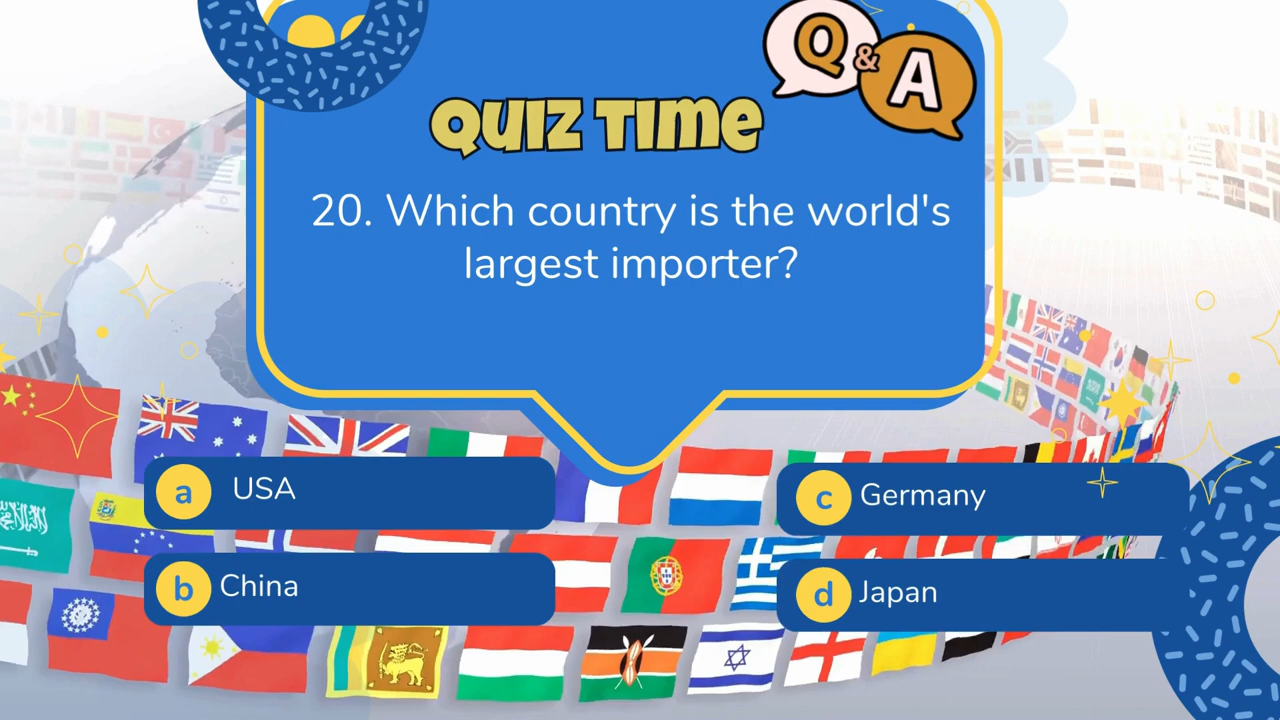 Q & A
QUIZ TIME
20. Which country is the world's
largest importer?
a USA
b China
c Germany
d Japan